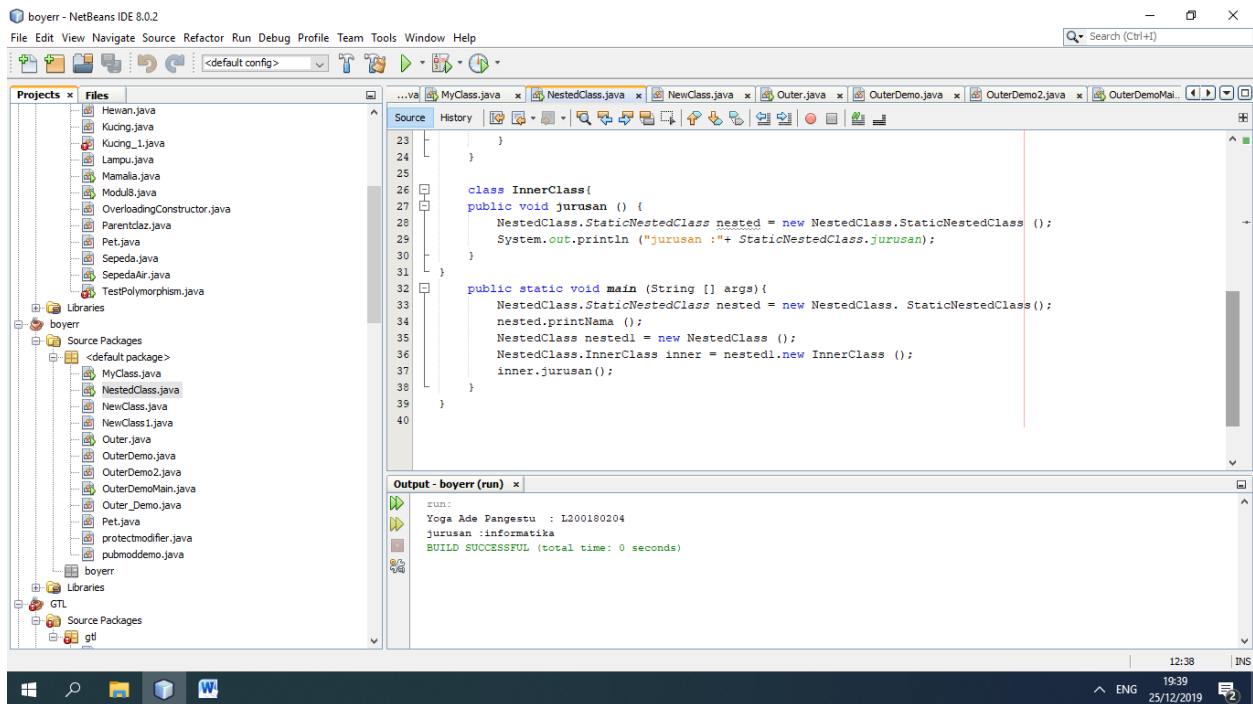 boyerr - NetBeans IDE 8.0.2
File Edit View Navigate Source Refactor Run Debug Profile Team Tools Window Help
Search (Ctrl+I)
<default config>
Projects x Files
Hewan.java
Kucing.java
Kucing_1.java
Lampu.java
Mamalia.java
Modul8.java
OverloadingConstructor.java
Parentclaz.java
Pet.java
Sepeda.java
SepedaAir.java
TestPolymorphism.java
Libraries
boyerr
Source Packages
<default package>
MyClass.java
NestedClass.java
NewClass.java
NewClass1.java
Outer.java
OuterDemo.java
OuterDemo2.java
OuterDemoMain.java
Outer_Demo.java
Pet.java
protectmodifier.java
pubmoddemo.java
boyerr
Libraries
GTL
Source Packages
gtl
...va MyClass.java x NestedClass.java x NewClass.java x Outer.java x OuterDemo.java x OuterDemo2.java x OuterDemoMai...
Source History
23 }
24 }
25
26 class InnerClass{
27 public void jurusan () {
28 NestedClass.StaticNestedClass nested = new NestedClass.StaticNestedClass ();
29 System.out.println ("jurusan :"+ StaticNestedClass.jurusan);
30 }
31 }
32 public static void main (String [] args){
33 NestedClass.StaticNestedClass nested = new NestedClass. StaticNestedClass();
34 nested.printNama ();
35 NestedClass nested1 = new NestedClass ();
36 NestedClass.InnerClass inner = nested1.new InnerClass ();
37 inner.jurusan();
38 }
39 }
40
Output - boyerr (run) x
run:
Yoga Ade Pangestu : L200180204
jurusan :informatika
BUILD SUCCESSFUL (total time: 0 seconds)
12:38 INS
ENG
19:39
25/12/2019
2